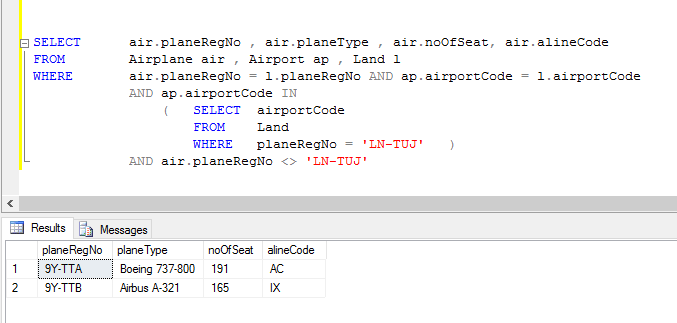 SELECT air.planeRegNo , air.planeType , air.noOfSeat, air.alineCode
FROM Airplane air , Airport ap , Land l
WHERE air.planeRegNo = l.planeRegNo AND ap.airportCode = l.airportCode
AND ap.airportCode IN
( SELECT airportCode
FROM Land
WHERE planeRegNo = 'LN-TUJ' )
AND air.planeRegNo <> 'LN-TUJ'
Results Messages
planeRegNo planeType noOfSeat alineCode
1 9Y-TTA Boeing 737-800 191 AC
2 9Y-TTB Airbus A-321 165 IX